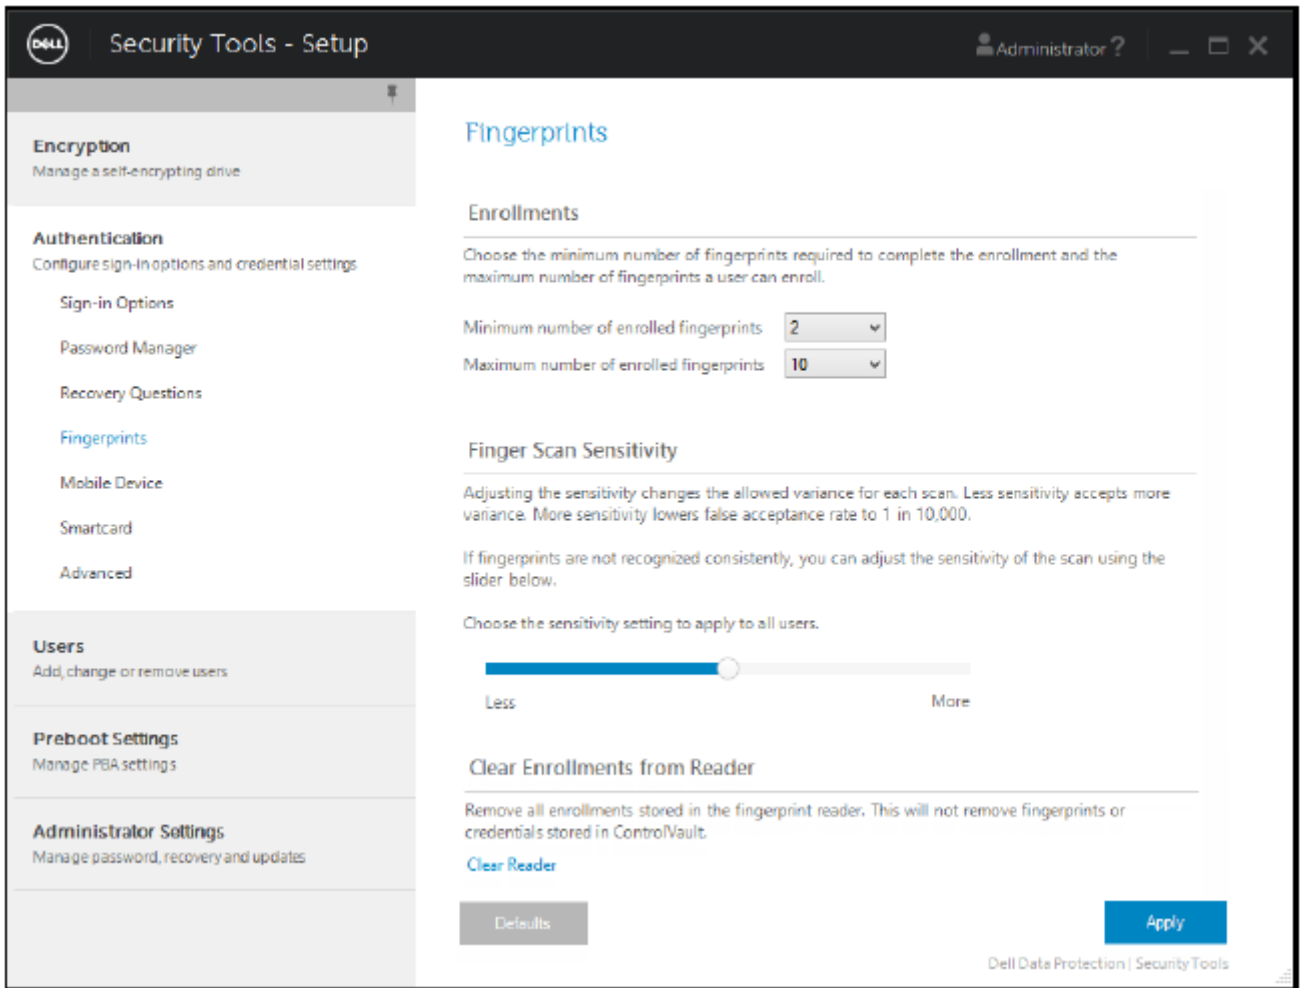 DELL
Security Tools - Setup
Administrator ?
Encryption
Manage a self-encrypting drive
Authentication
Configure sign-in options and credential settings
Sign-in Options
Password Manager
Recovery Questions
Fingerprints
Mobile Device
Smartcard
Advanced
Users
Add, change or remove users
Preboot Settings
Manage PBA settings
Administrator Settings
Manage password, recovery and updates
Fingerprints
Enrollments
Choose the minimum number of fingerprints required to complete the enrollment and the
maximum number of fingerprints a user can enroll.
Minimum number of enrolled fingerprints 2
Maximum number of enrolled fingerprints 10
Finger Scan Sensitivity
Adjusting the sensitivity changes the allowed variance for each scan. Less sensitivity accepts more
variance. More sensitivity lowers false acceptance rate to 1 in 10,000.
If fingerprints are not recognized consistently, you can adjust the sensitivity of the scan using the
slider below.
Choose the sensitivity setting to apply to all users.
Less More
Clear Enrollments from Reader
Remove all enrollments stored in the fingerprint reader. This will not remove fingerprints or
credentials stored in ControlVault.
Clear Reader
Defaults Apply
Dell Data Protection | Security Tools